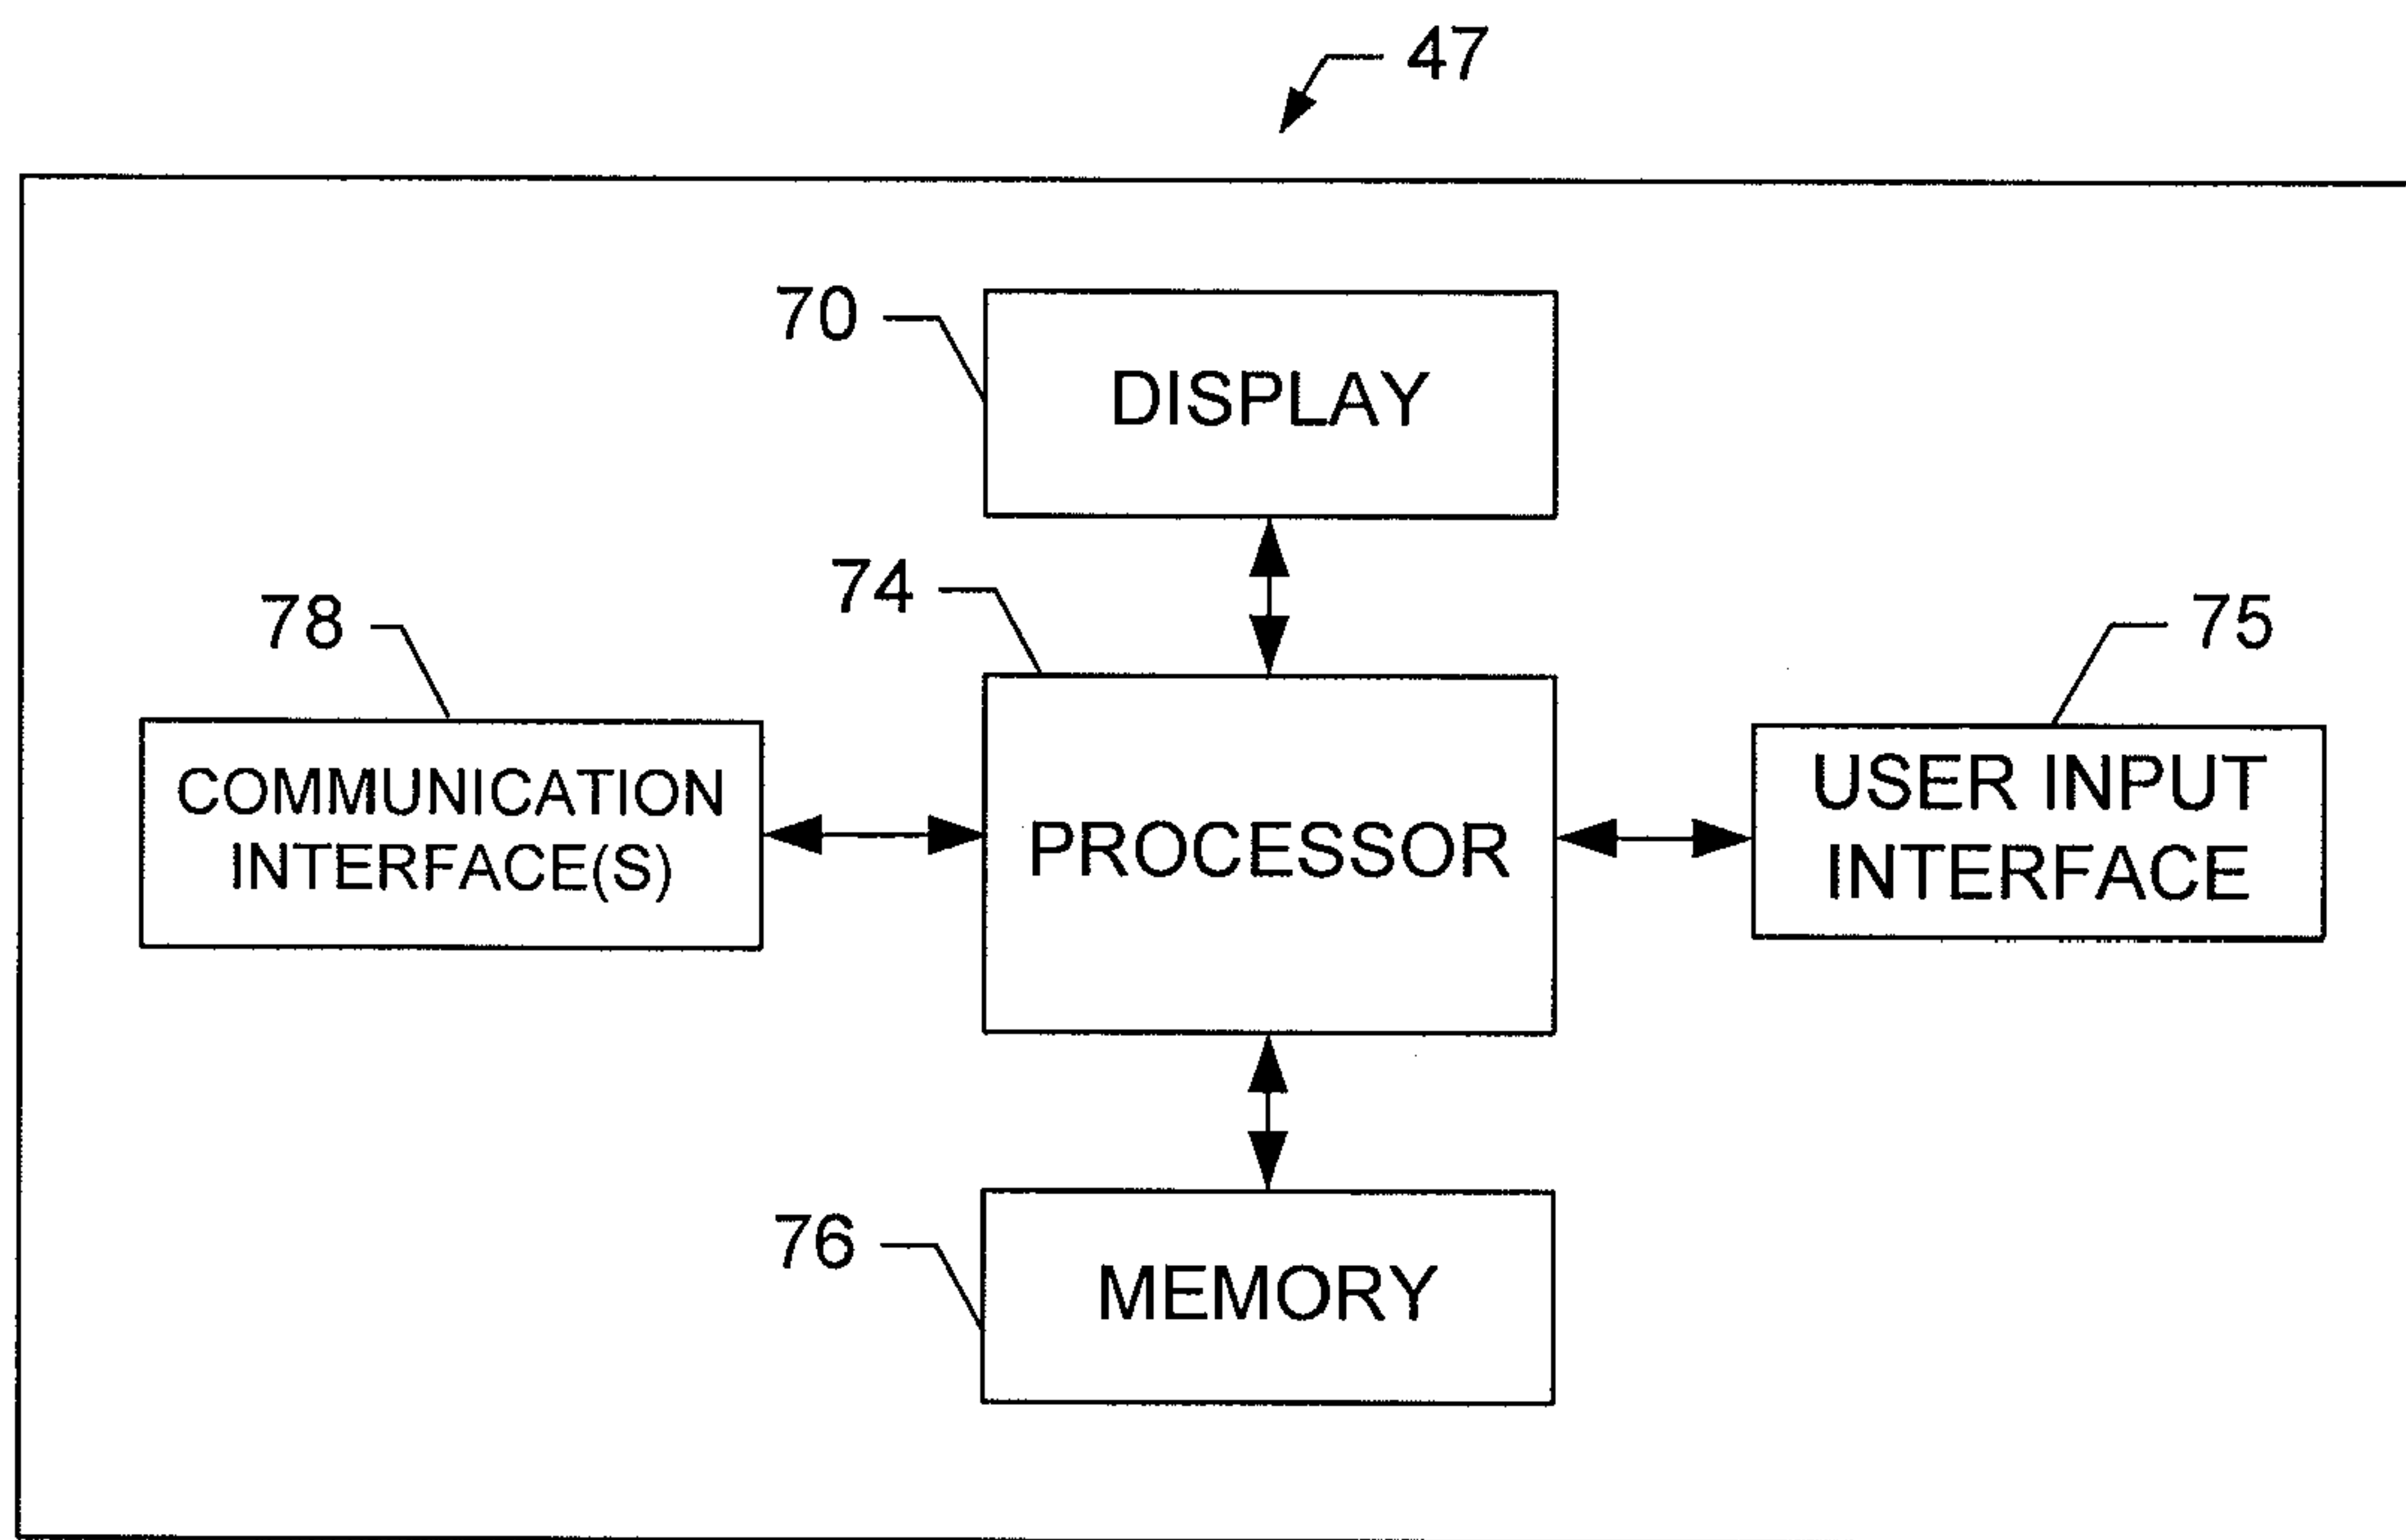 47
70
DISPLAY
74
78
75
COMMUNICATION
INTERFACE(S)
PROCESSOR
USER INPUT
INTERFACE
76
MEMORY